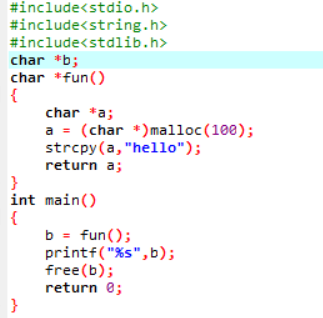 #include<stdio.h>
#include<string.h>
#include<stdlib.h>
char *b;
char *fun()
{
    char *a;
    a = (char *)malloc(100);
    strcpy(a,"hello");
    return a;
}
int main()
{
    b = fun();
    printf("%s",b);
    free(b);
    return 0;
}